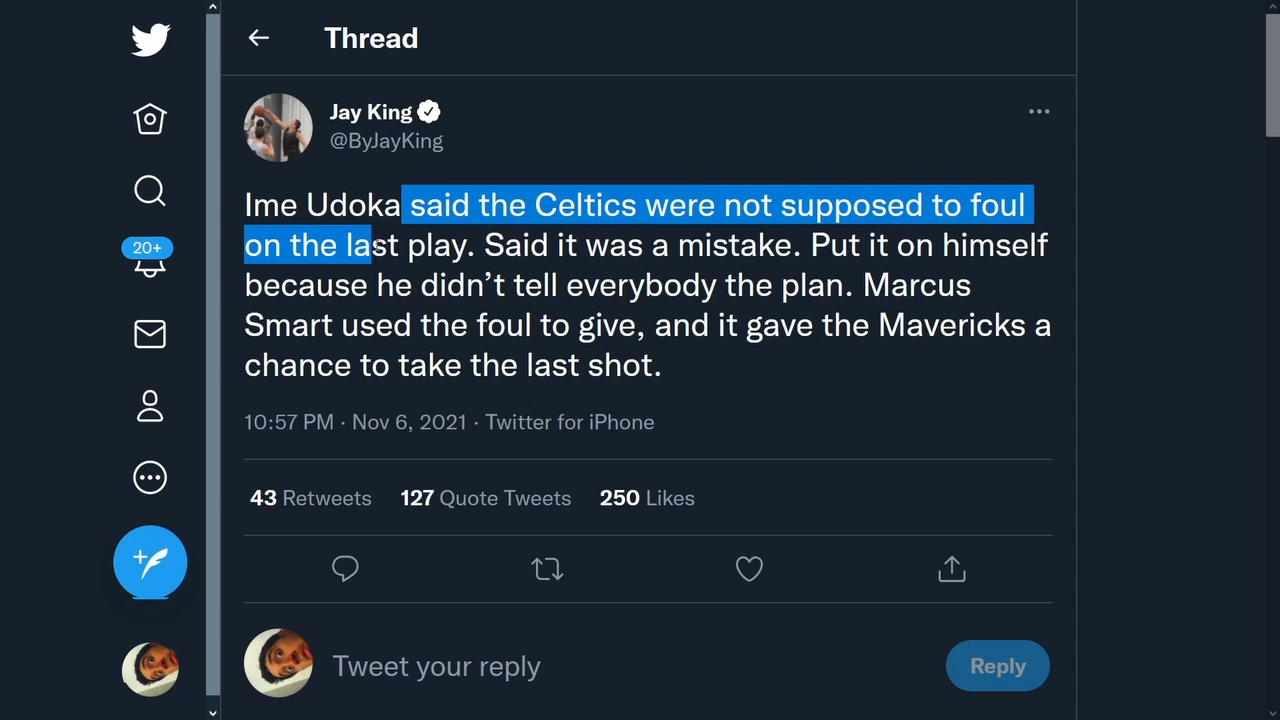 Thread
Jay King
@ByJayKing
Ime Udoka said the Celtics were not supposed to foul
on the last play. Said it was a mistake. Put it on himself
because he didn’t tell everybody the plan. Marcus
Smart used the foul to give, and it gave the Mavericks a
chance to take the last shot.
20+
10:57 PM · Nov 6, 2021 · Twitter for iPhone
43 Retweets 127 Quote Tweets 250 Likes
Tweet your reply
Reply